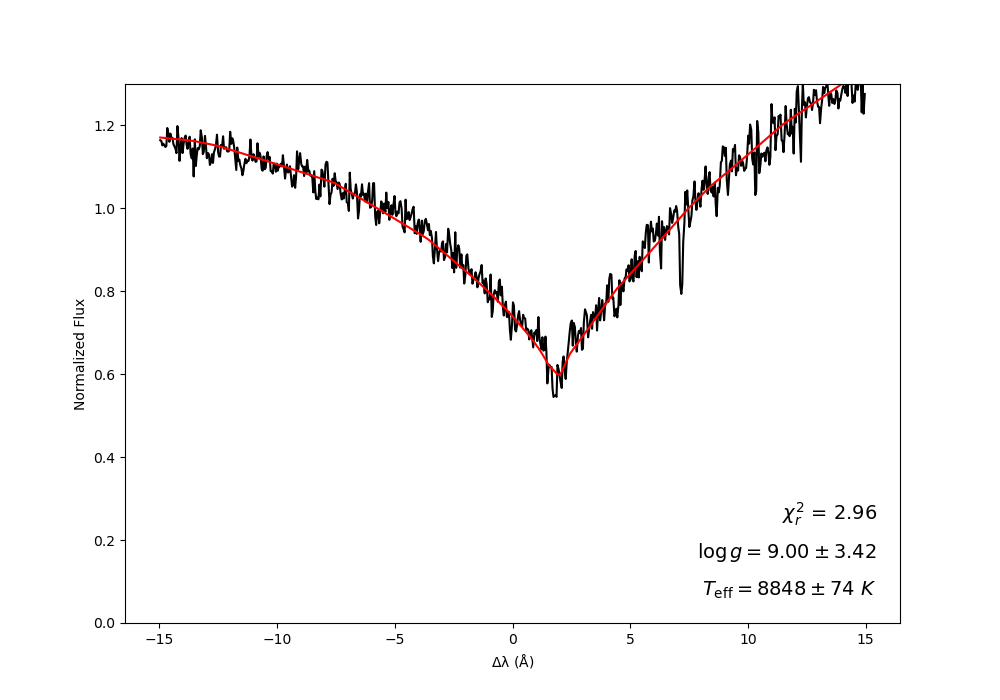 Normalized Flux
1.2
1.0
0.8
0.6
0.4
0.2
0.0
χ²ᵣ = 2.96
log g = 9.00 ± 3.42
T_eff = 8848 ± 74 K
−15 −10 −5 0 5 10 15
Δλ (Å)